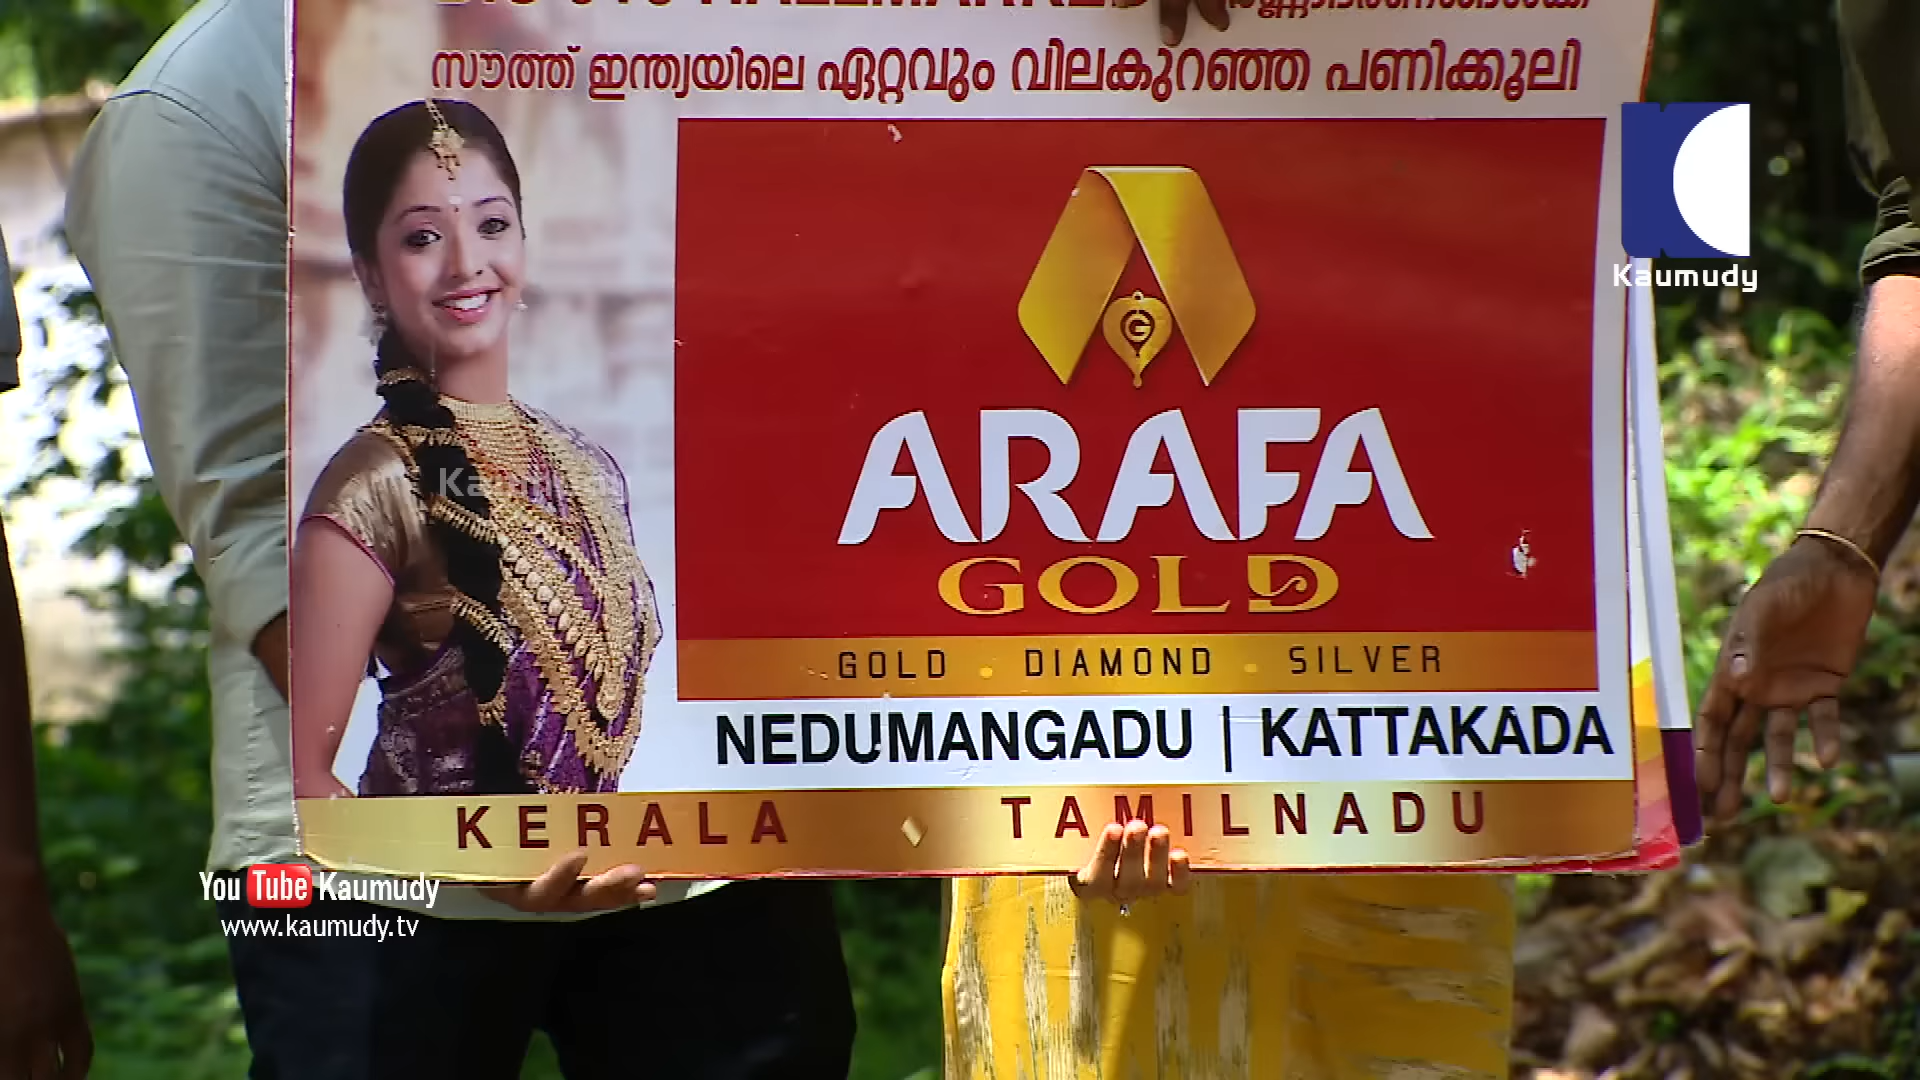 സൗത്ത് ഇന്ത്യയിലെ ഏറ്റവും വിലകുറഞ്ഞ പണിക്കൂലി
Kaumudy
G
ARAFA
GOLD
GOLD . DIAMOND . SILVER
NEDUMANGADU | KATTAKADA
KERALA TAMILNADU
You Tube Kaumudy
www.kaumudy.tv